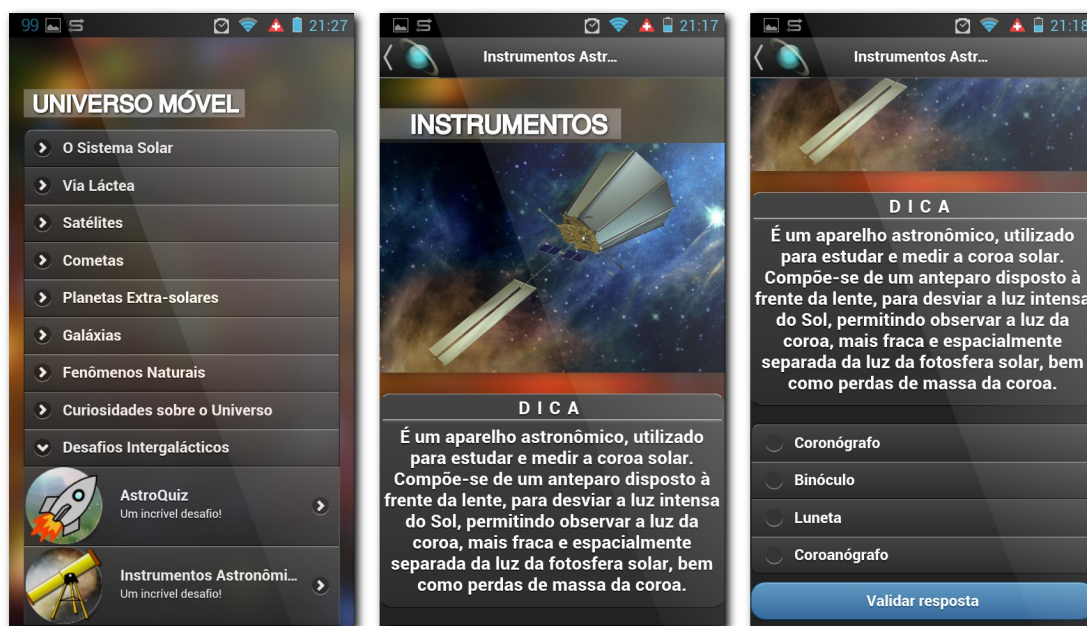 99
21:27
UNIVERSO MÓVEL
O Sistema Solar
Via Láctea
Satélites
Cometas
Planetas Extra-solares
Galáxias
Fenômenos Naturais
Curiosidades sobre o Universo
Desafios Intergalácticos
AstroQuiz
Um incrível desafio!
Instrumentos Astronômi...
Um incrível desafio!
21:17
Instrumentos Astr...
INSTRUMENTOS
DICA
É um aparelho astronômico, utilizado
para estudar e medir a coroa solar.
Compõe-se de um anteparo disposto à
frente da lente, para desviar a luz intensa
do Sol, permitindo observar a luz da
coroa, mais fraca e espacialmente
separada da luz da fotosfera solar, bem
como perdas de massa da coroa.
21:18
Instrumentos Astr...
DICA
É um aparelho astronômico, utilizado
para estudar e medir a coroa solar.
Compõe-se de um anteparo disposto à
frente da lente, para desviar a luz intensa
do Sol, permitindo observar a luz da
coroa, mais fraca e espacialmente
separada da luz da fotosfera solar, bem
como perdas de massa da coroa.
Coronógrafo
Binóculo
Luneta
Coroanógrafo
Validar resposta